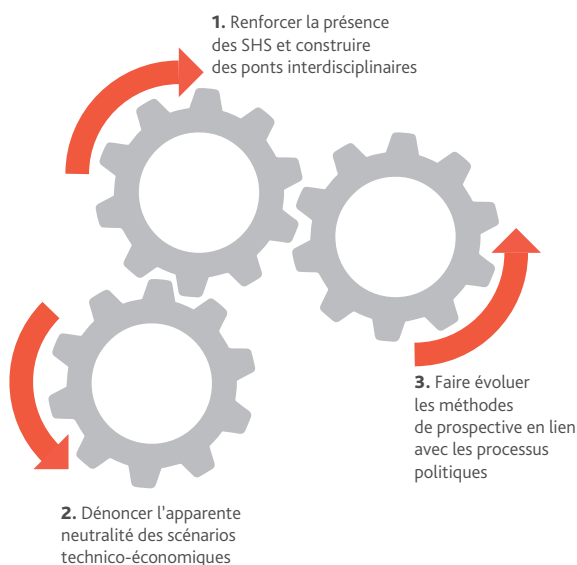 1. Renforcer la présence
des SHS et construire
des ponts interdisciplinaires
2. Dénoncer l'apparente
neutralité des scénarios
technico-économiques
3. Faire évoluer
les méthodes
de prospective en lien
avec les processus
politiques